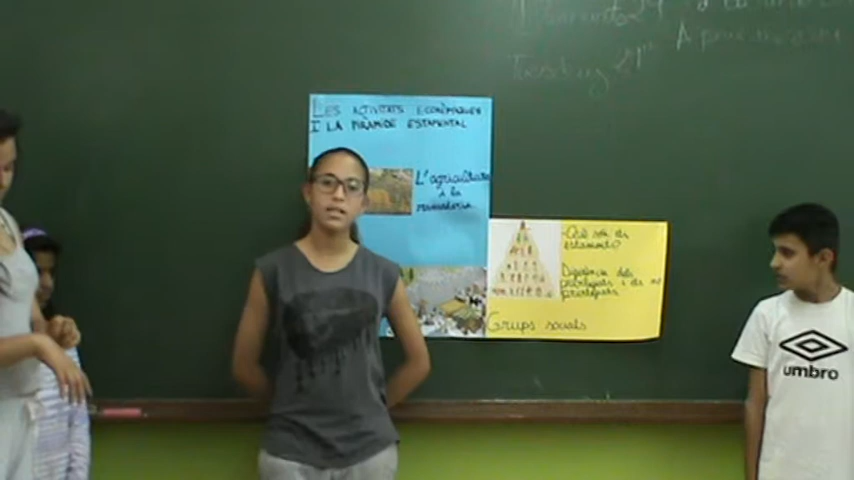 LES ACTIVITATS ECONÒMIQUES
I LA PIRÀMIDE ESTAMENTAL
L'agricultura
i la
ramaderia
-Què són els
estaments?
Diferència dels
privilegiats i els no
privilegiats
Grups socials
umbro